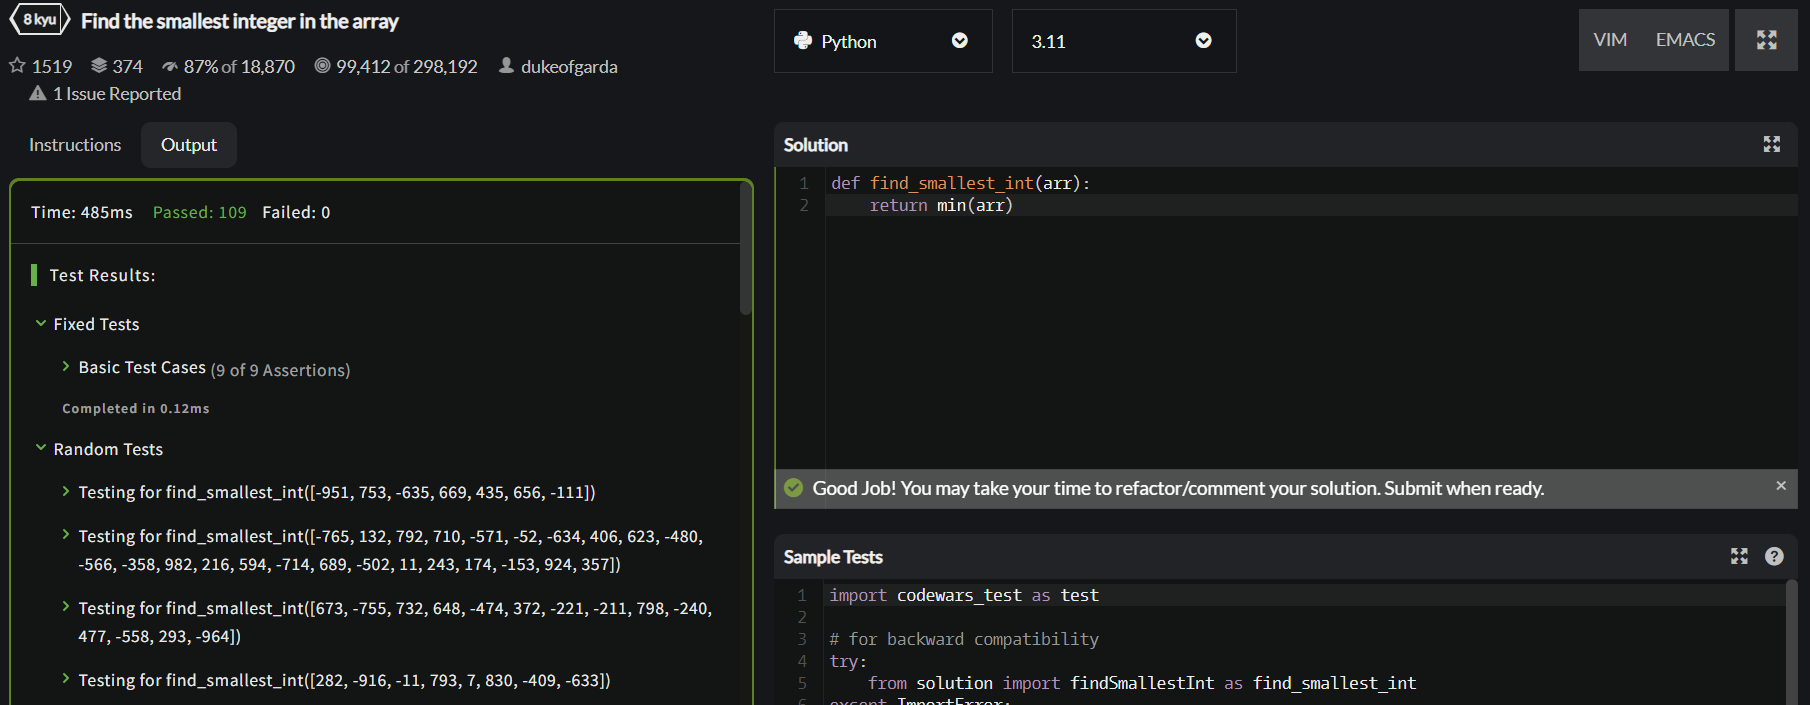 8 kyu Find the smallest integer in the array
1519 374 87% of 18,870 99,412 of 298,192 dukeofgarda
1 Issue Reported
Python
3.11
VIM EMACS
Instructions Output
Time: 485ms Passed: 109 Failed: 0
Test Results:
Fixed Tests
Basic Test Cases (9 of 9 Assertions)
Completed in 0.12ms
Random Tests
Testing for find_smallest_int([-951, 753, -635, 669, 435, 656, -111])
Testing for find_smallest_int([-765, 132, 792, 710, -571, -52, -634, 406, 623, -480,
-566, -358, 982, 216, 594, -714, 689, -502, 11, 243, 174, -153, 924, 357])
Testing for find_smallest_int([673, -755, 732, 648, -474, 372, -221, -211, 798, -240,
477, -558, 293, -964])
Testing for find_smallest_int([282, -916, -11, 793, 7, 830, -409, -633])
Solution
1 def find_smallest_int(arr):
2 return min(arr)
Good Job! You may take your time to refactor/comment your solution. Submit when ready.
Sample Tests
1 import codewars_test as test
2
3 # for backward compatibility
4 try:
5 from solution import findSmallestInt as find_smallest_int
6 except ImportError: